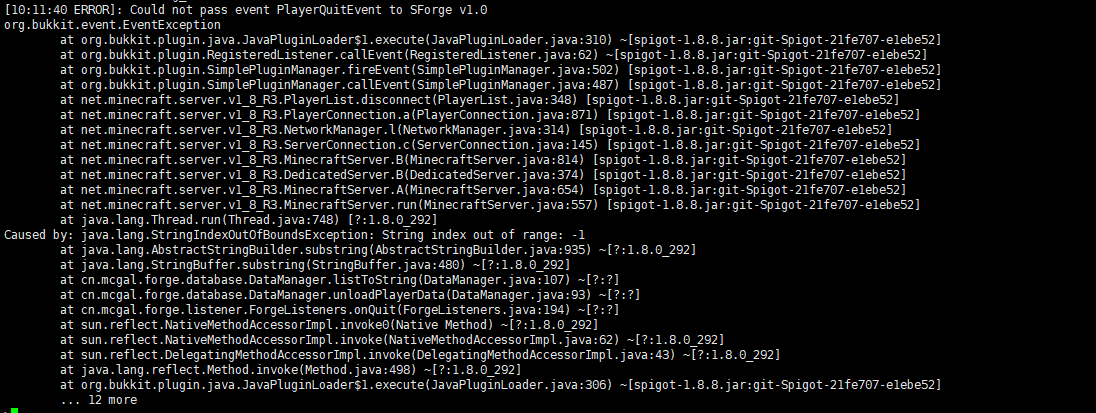 [10:11:40 ERROR]: Could not pass event PlayerQuitEvent to SForge v1.0
org.bukkit.event.EventException
at org.bukkit.plugin.java.JavaPluginLoader$1.execute(JavaPluginLoader.java:310) ~[spigot-1.8.8.jar:git-Spigot-21fe707-e1ebe52]
at org.bukkit.plugin.RegisteredListener.callEvent(RegisteredListener.java:62) ~[spigot-1.8.8.jar:git-Spigot-21fe707-e1ebe52]
at org.bukkit.plugin.SimplePluginManager.fireEvent(SimplePluginManager.java:502) [spigot-1.8.8.jar:git-Spigot-21fe707-e1ebe52]
at org.bukkit.plugin.SimplePluginManager.callEvent(SimplePluginManager.java:487) [spigot-1.8.8.jar:git-Spigot-21fe707-e1ebe52]
at net.minecraft.server.v1_8_R3.PlayerList.disconnect(PlayerList.java:348) [spigot-1.8.8.jar:git-Spigot-21fe707-e1ebe52]
at net.minecraft.server.v1_8_R3.PlayerConnection.a(PlayerConnection.java:871) [spigot-1.8.8.jar:git-Spigot-21fe707-e1ebe52]
at net.minecraft.server.v1_8_R3.NetworkManager.l(NetworkManager.java:314) [spigot-1.8.8.jar:git-Spigot-21fe707-e1ebe52]
at net.minecraft.server.v1_8_R3.ServerConnection.c(ServerConnection.java:145) [spigot-1.8.8.jar:git-Spigot-21fe707-e1ebe52]
at net.minecraft.server.v1_8_R3.MinecraftServer.B(MinecraftServer.java:814) [spigot-1.8.8.jar:git-Spigot-21fe707-e1ebe52]
at net.minecraft.server.v1_8_R3.DedicatedServer.B(DedicatedServer.java:374) [spigot-1.8.8.jar:git-Spigot-21fe707-e1ebe52]
at net.minecraft.server.v1_8_R3.MinecraftServer.A(MinecraftServer.java:654) [spigot-1.8.8.jar:git-Spigot-21fe707-e1ebe52]
at net.minecraft.server.v1_8_R3.MinecraftServer.run(MinecraftServer.java:557) [spigot-1.8.8.jar:git-Spigot-21fe707-e1ebe52]
at java.lang.Thread.run(Thread.java:748) [?:1.8.0_292]
Caused by: java.lang.StringIndexOutOfBoundsException: String index out of range: -1
at java.lang.AbstractStringBuilder.substring(AbstractStringBuilder.java:935) ~[?:1.8.0_292]
at java.lang.StringBuffer.substring(StringBuffer.java:480) ~[?:1.8.0_292]
at cn.mcgal.forge.database.DataManager.listToString(DataManager.java:107) ~[?:?]
at cn.mcgal.forge.database.DataManager.unloadPlayerData(DataManager.java:93) ~[?:?]
at cn.mcgal.forge.listener.ForgeListeners.onQuit(ForgeListeners.java:194) ~[?:?]
at sun.reflect.NativeMethodAccessorImpl.invoke0(Native Method) ~[?:1.8.0_292]
at sun.reflect.NativeMethodAccessorImpl.invoke(NativeMethodAccessorImpl.java:62) ~[?:1.8.0_292]
at sun.reflect.DelegatingMethodAccessorImpl.invoke(DelegatingMethodAccessorImpl.java:43) ~[?:1.8.0_292]
at java.lang.reflect.Method.invoke(Method.java:498) ~[?:1.8.0_292]
at org.bukkit.plugin.java.JavaPluginLoader$1.execute(JavaPluginLoader.java:306) ~[spigot-1.8.8.jar:git-Spigot-21fe707-e1ebe52]
... 12 more